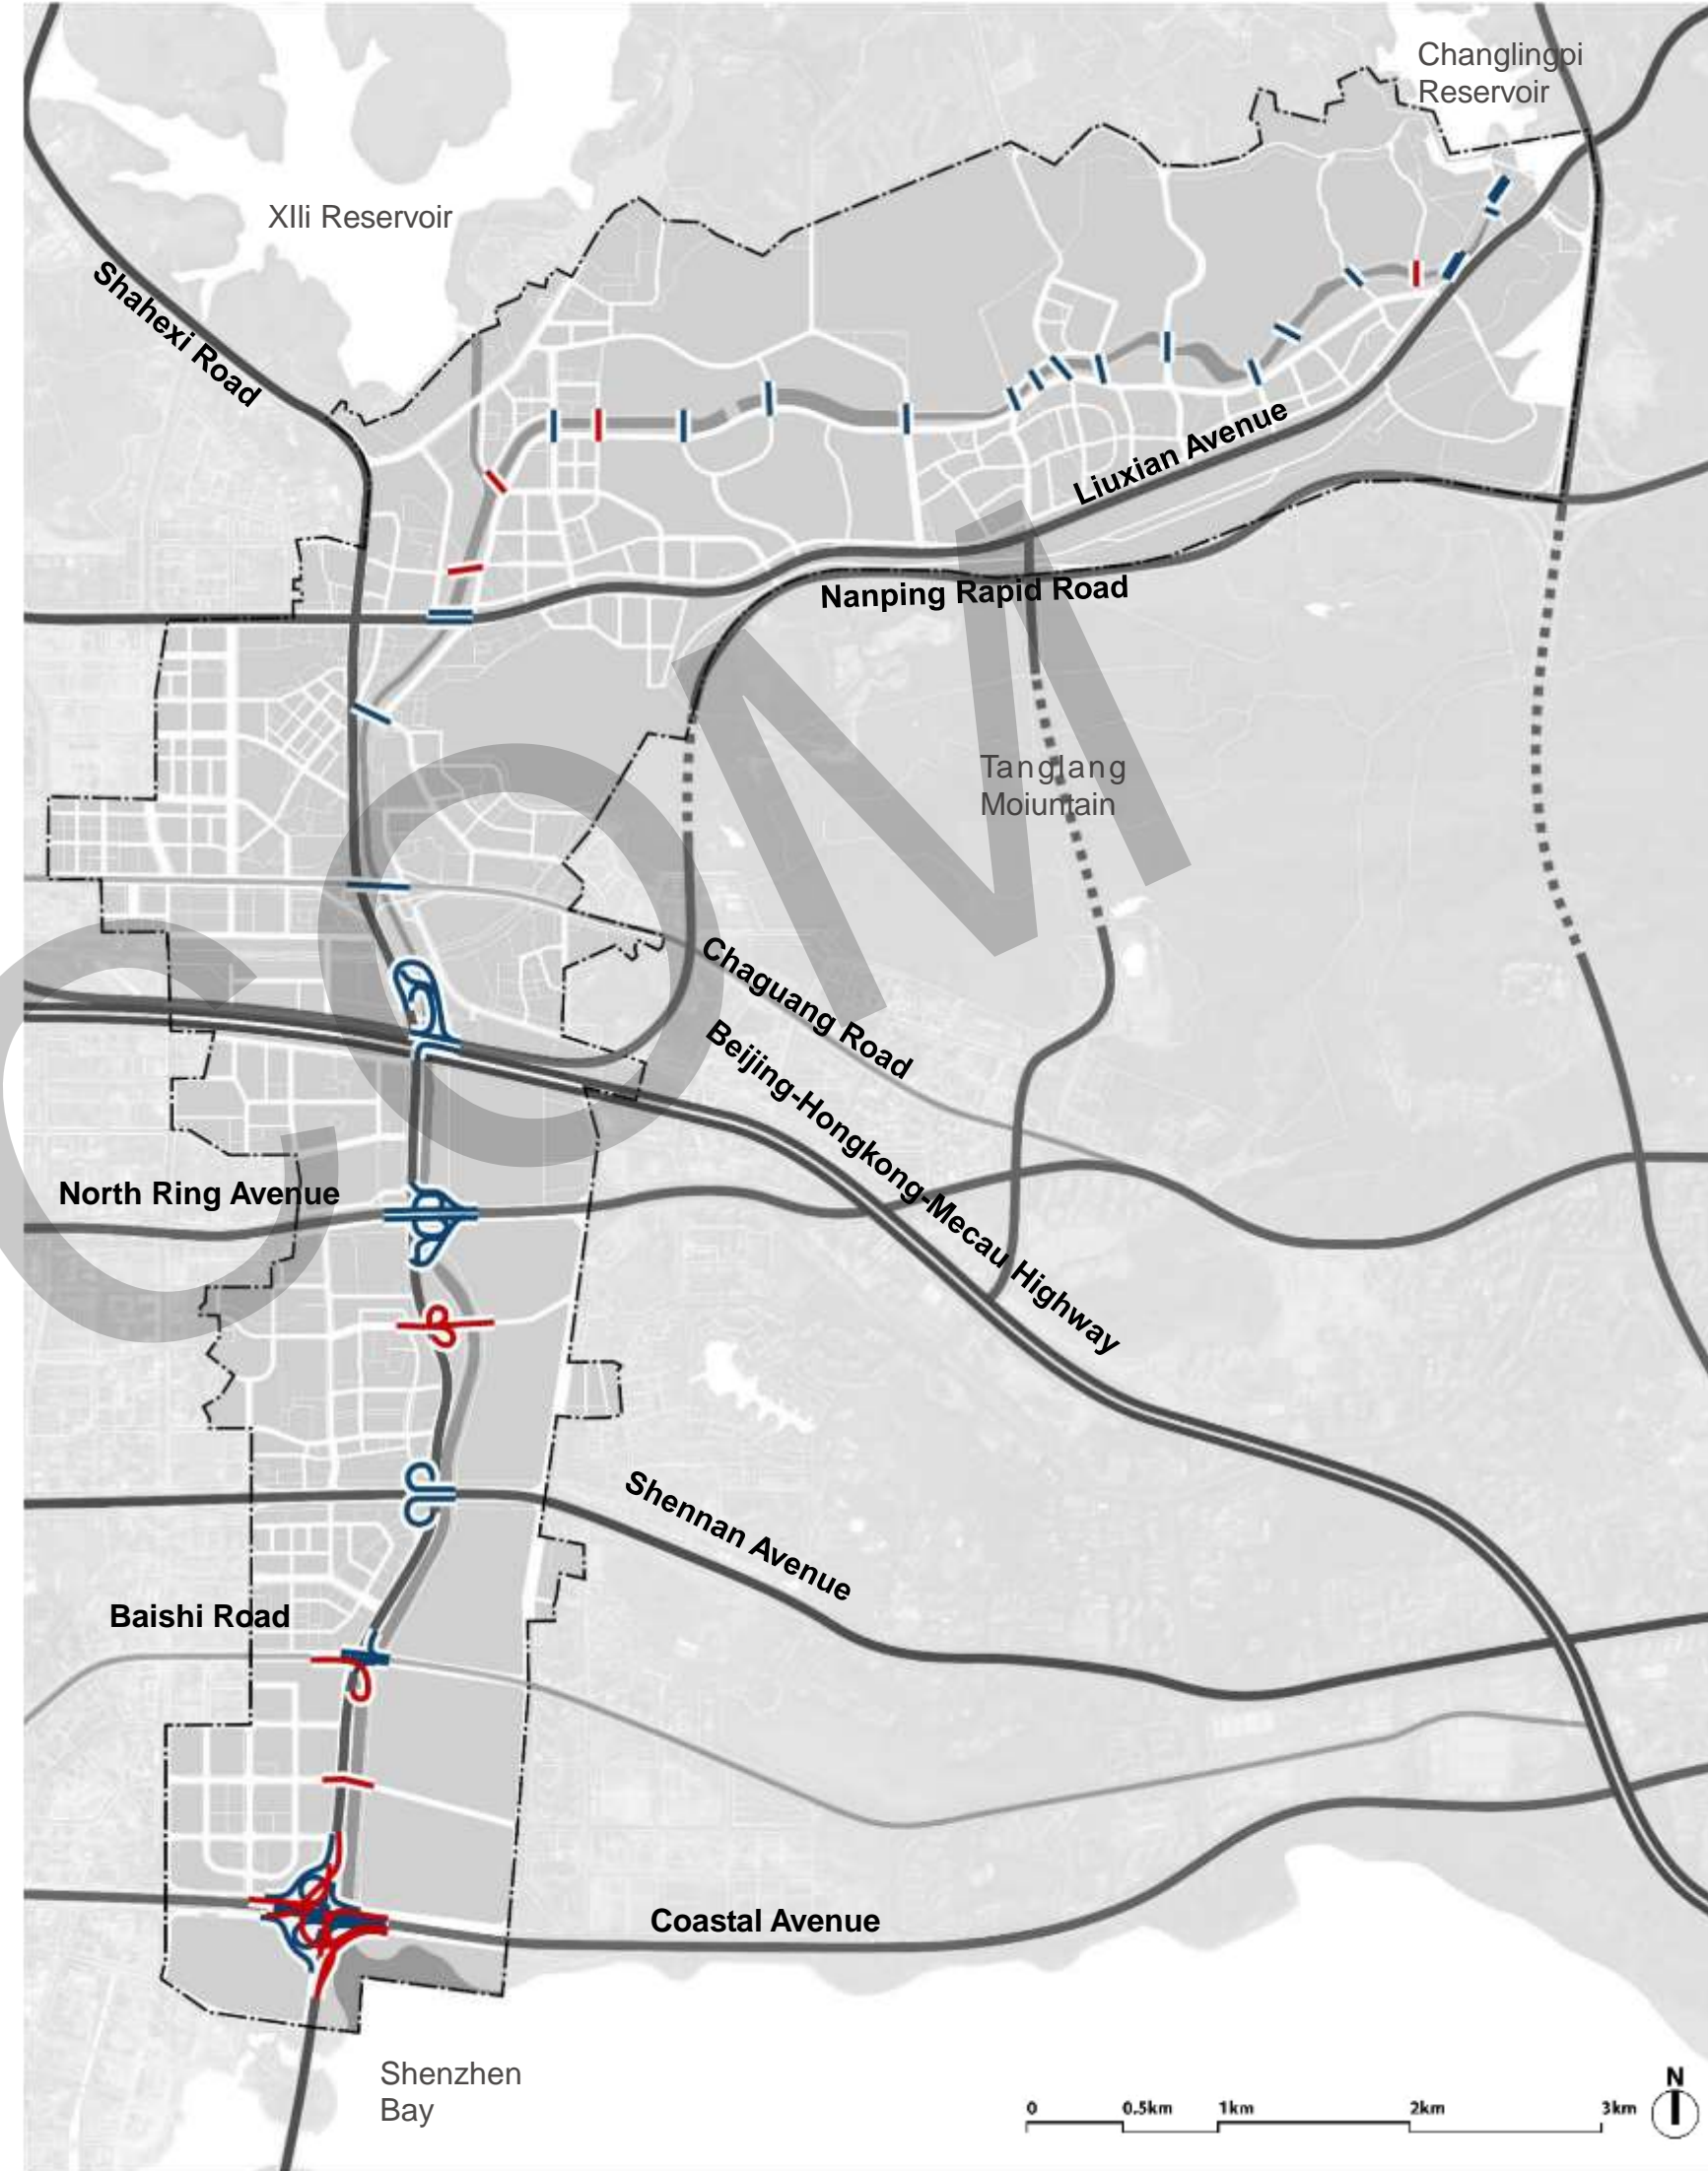 Changlingpi
Reservoir
XIli Reservoir
Shahexi Road
Liuxian Avenue
Nanping Rapid Road
Tanglang
Moiuntain
COM
Chaguang Road
Beijing-Hongkong-Mecau Highway
North Ring Avenue
Shennan Avenue
Baishi Road
Coastal Avenue
Shenzhen
Bay
N
0 0.5km 1km 2km 3km